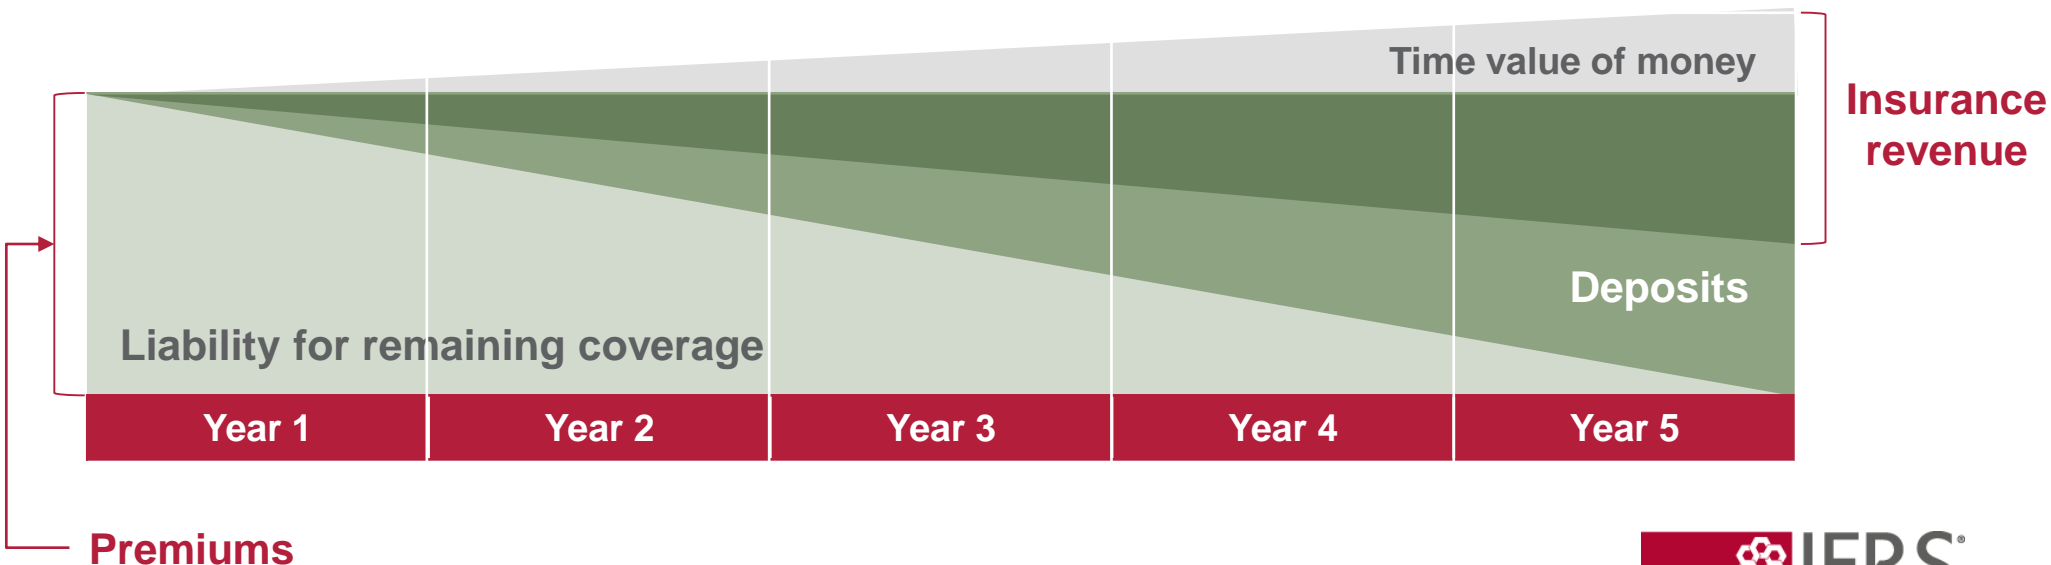 Time value of money
Insurance
revenue
Deposits
Liability for remaining coverage
Year 1 Year 2 Year 3 Year 4 Year 5
Premiums
IFRS®